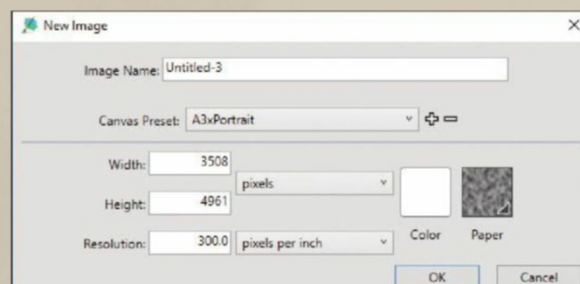 New Image
Image Name: Untitled-3
Canvas Preset: A3xPortrait
Width: 3508
pixels
Height: 4961
Resolution: 300.0 pixels per inch
Color Paper
OK Cancel